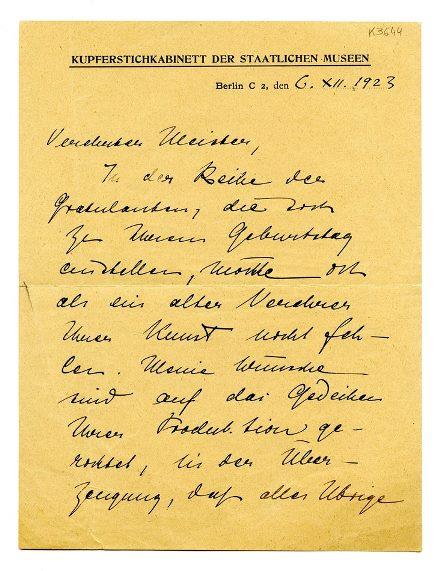 K3644
KUPFERSTICHKABINETT DER STAATLICHEN MUSEEN
Berlin C 2, den 6. XII. 1923
Verehrter Meister,
In der Reihe der
Gratulanten, die sich
zu Ihrem Geburtstag
einstellen, möchte ich
als ein alter Verehrer
Ihrer Kunst nicht feh-
len. Meine Wünsche
sind auf das Gedeihen
Ihrer Produktion ge-
richtet, in der Über-
zeugung, daß alles Übrige